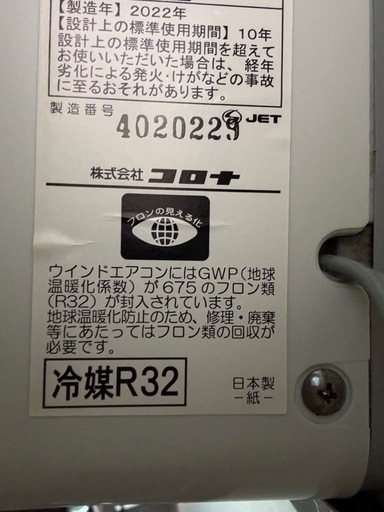 【製造年】2022年
【設計上の標準使用期間】10年
設計上の標準使用期間を超えて
お使いいただいた場合は、経年
劣化による発火・けがなどの事故
に至るおそれがあります。
製造番号 4020229 JET
株式会社 コロナ
フロンの見える化
ウインドエアコンにはGWP(地球
温暖化係数)が675のフロン類
(R32)が封入されています。
地球温暖化防止のため、修理・廃棄
等にあたってはフロン類の回収が
必要です。
冷媒R32
日本製
-紙-